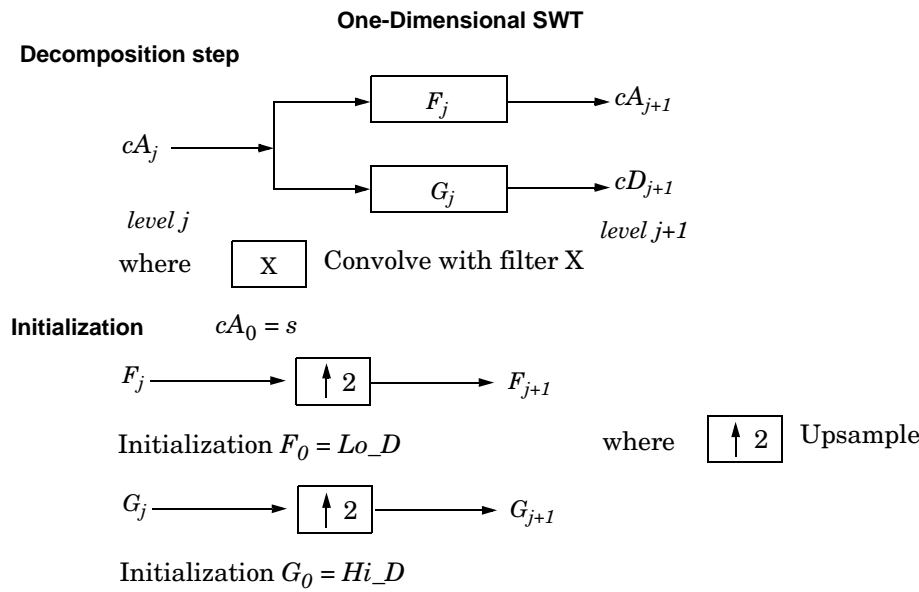 One-Dimensional SWT
Decomposition step
F_j
cA_{j+1}
cA_j
G_j
cD_{j+1}
level j
level j+1
where X Convolve with filter X
Initialization cA_0 = s
F_j ↑ 2 F_{j+1}
Initialization F_0 = Lo_D where ↑ 2 Upsample
G_j ↑ 2 G_{j+1}
Initialization G_0 = Hi_D